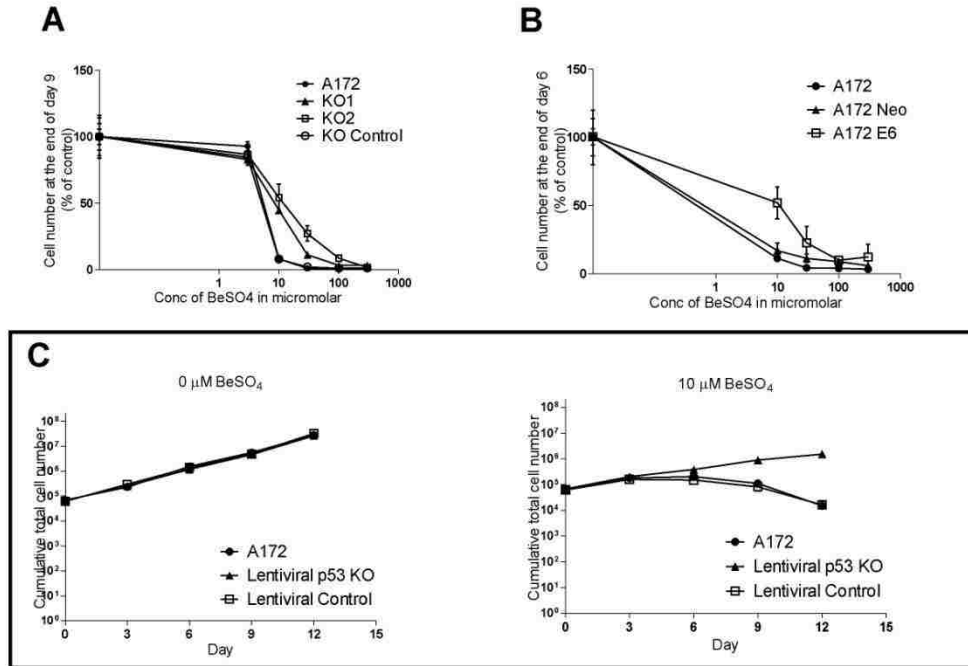 A
Cell number at the end of day 9
(% of control)
150
100
50
0
1
10
100
1000
Conc of BeSO4 in micromolar
A172
KO1
KO2
KO Control
B
Cell number at the end of day 6
(% of control)
150
100
50
0
1
10
100
1000
Conc of BeSO4 in micromolar
A172
A172 Neo
A172 E6
C
0 μM BeSO₄
Cumulative total cell number
10⁸
10⁷
10⁶
10⁵
10⁴
10³
10²
10¹
10⁰
0
3
6
9
12
15
Day
A172
Lentiviral p53 KO
Lentiviral Control
10 μM BeSO₄
Cumulative total cell number
10⁸
10⁷
10⁶
10⁵
10⁴
10³
10²
10¹
10⁰
0
3
6
9
12
15
Day
A172
Lentiviral p53 KO
Lentiviral Control